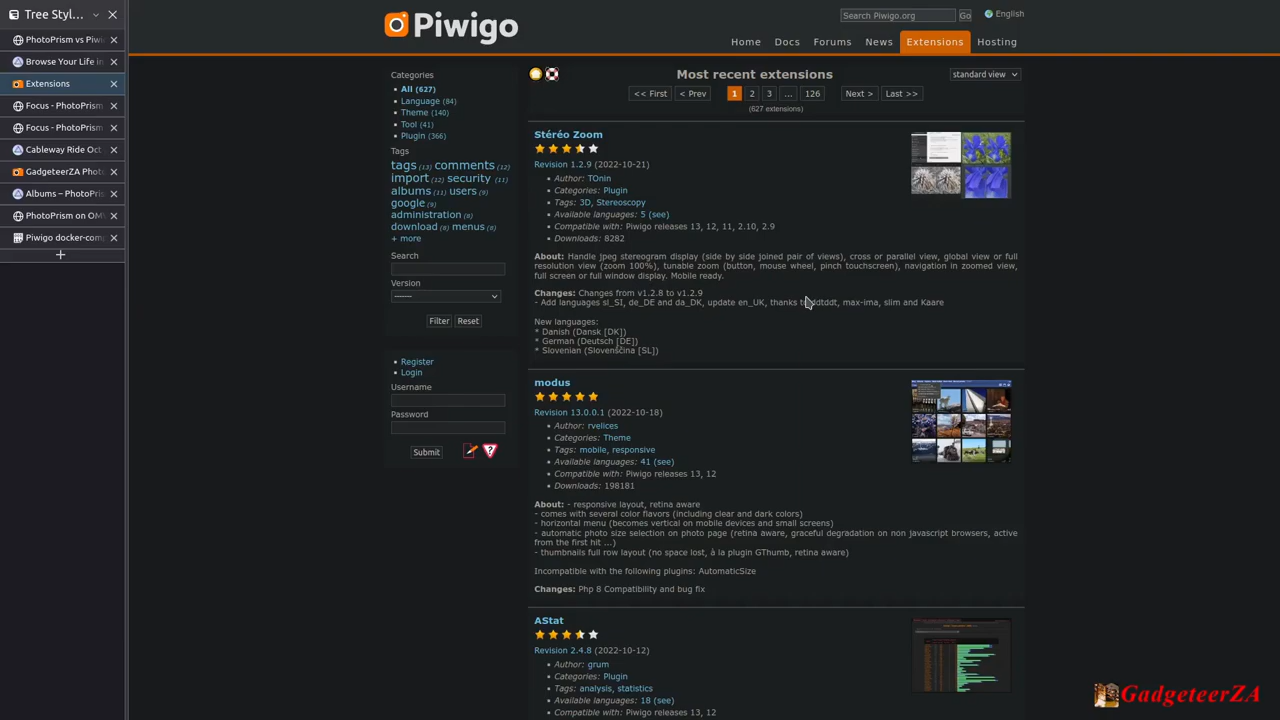 Tree Styl...
PhotoPrism vs Piwi
Browse Your Life in
Extensions
Focus - PhotoPrism
Focus - PhotoPrism
Cableway Ride ott
Albums – PhotoPris
PhotoPrism on OMV
Piwigo docker-com
Piwigo
Search Piwigo.org
Go
English
Home
Docs
Forums
News
Extensions
Hosting
Categories
All (627)
Language (84)
Theme (140)
Tool (41)
Plugin (366)
Tags
tags (13) comments (12)
import (12) security (11)
albums (11) users (9)
google (9)
administration (8)
download (8) menus (8)
+ more
Search
Version
Filter
Reset
Register
Login
Username
Password
Submit
Most recent extensions
standard view
<< First
< Prev
1
2
3
...
126
Next >
Last >>
(627 extensions)
Stéréo Zoom
Revision 1.2.9 (2022-10-21)
Author: TOnin
Categories: Plugin
Tags: 3D, Stereoscopy
Available languages: 5 (see)
Compatible with: Piwigo releases 13, 12, 11, 2.10, 2.9
Downloads: 8282
About: Handle jpeg stereogram display (side by side joined pair of views), cross or parallel view, global view or full
resolution view (zoom 100%), tunable zoom (button, mouse wheel, pinch touchscreen), navigation in zoomed view,
full screen or full window display. Mobile ready.
Changes: Changes from v1.2.8 to v1.2.9
- Add languages sl_SI, de_DE and da_DK, update en_UK, thanks to ddtddt, max-ima, slim and Kaare
New languages:
* Danish (Dansk [DK])
* German (Deutsch [DE])
* Slovenian (Slovenščina [SL])
modus
Revision 13.0.0.1 (2022-10-18)
Author: rvelices
Categories: Theme
Tags: mobile, responsive
Available languages: 41 (see)
Compatible with: Piwigo releases 13, 12
Downloads: 198181
About: - responsive layout, retina aware
- comes with several color flavors (including clear and dark colors)
- horizontal menu (becomes vertical on mobile devices and small screens)
- automatic photo size selection on photo page (retina aware, graceful degradation on non javascript browsers, active
from the first hit ...)
- thumbnails full row layout (no space lost, à la plugin GThumb, retina aware)
Incompatible with the following plugins: AutomaticSize
Changes: Php 8 Compatibility and bug fix
AStat
Revision 2.4.8 (2022-10-12)
Author: grum
Categories: Plugin
Tags: analysis, statistics
Available languages: 18 (see)
Compatible with: Piwigo releases 13, 12
GadgeteerZA